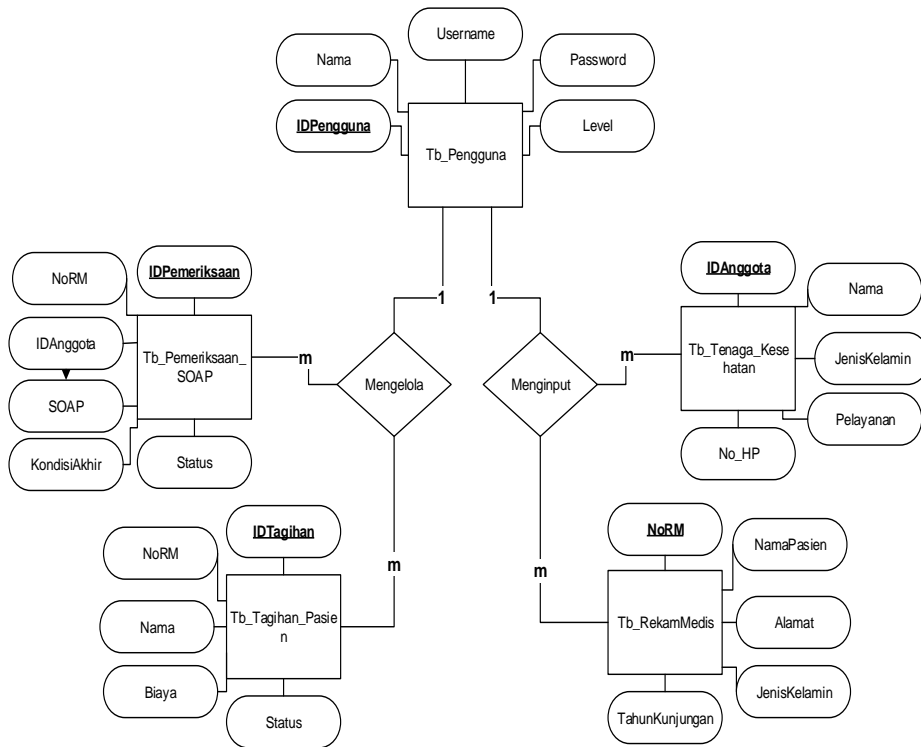 Username
Nama
Password
IDPengguna
Tb_Pengguna
Level
NoRM
IDPemeriksaan
IDAnggota
Nama
1
1
IDAnggota
Tb_Pemeriksaan_
SOAP
m
Mengelola
Menginput
m
Tb_Tenaga_Kese
hatan
JenisKelamin
SOAP
Pelayanan
KondisiAkhir
Status
No_HP
IDTagihan
NoRM
NoRM
NamaPasien
m
m
Nama
Tb_Tagihan_Pasie
n
Tb_RekamMedis
Alamat
Biaya
JenisKelamin
Status
TahunKunjungan